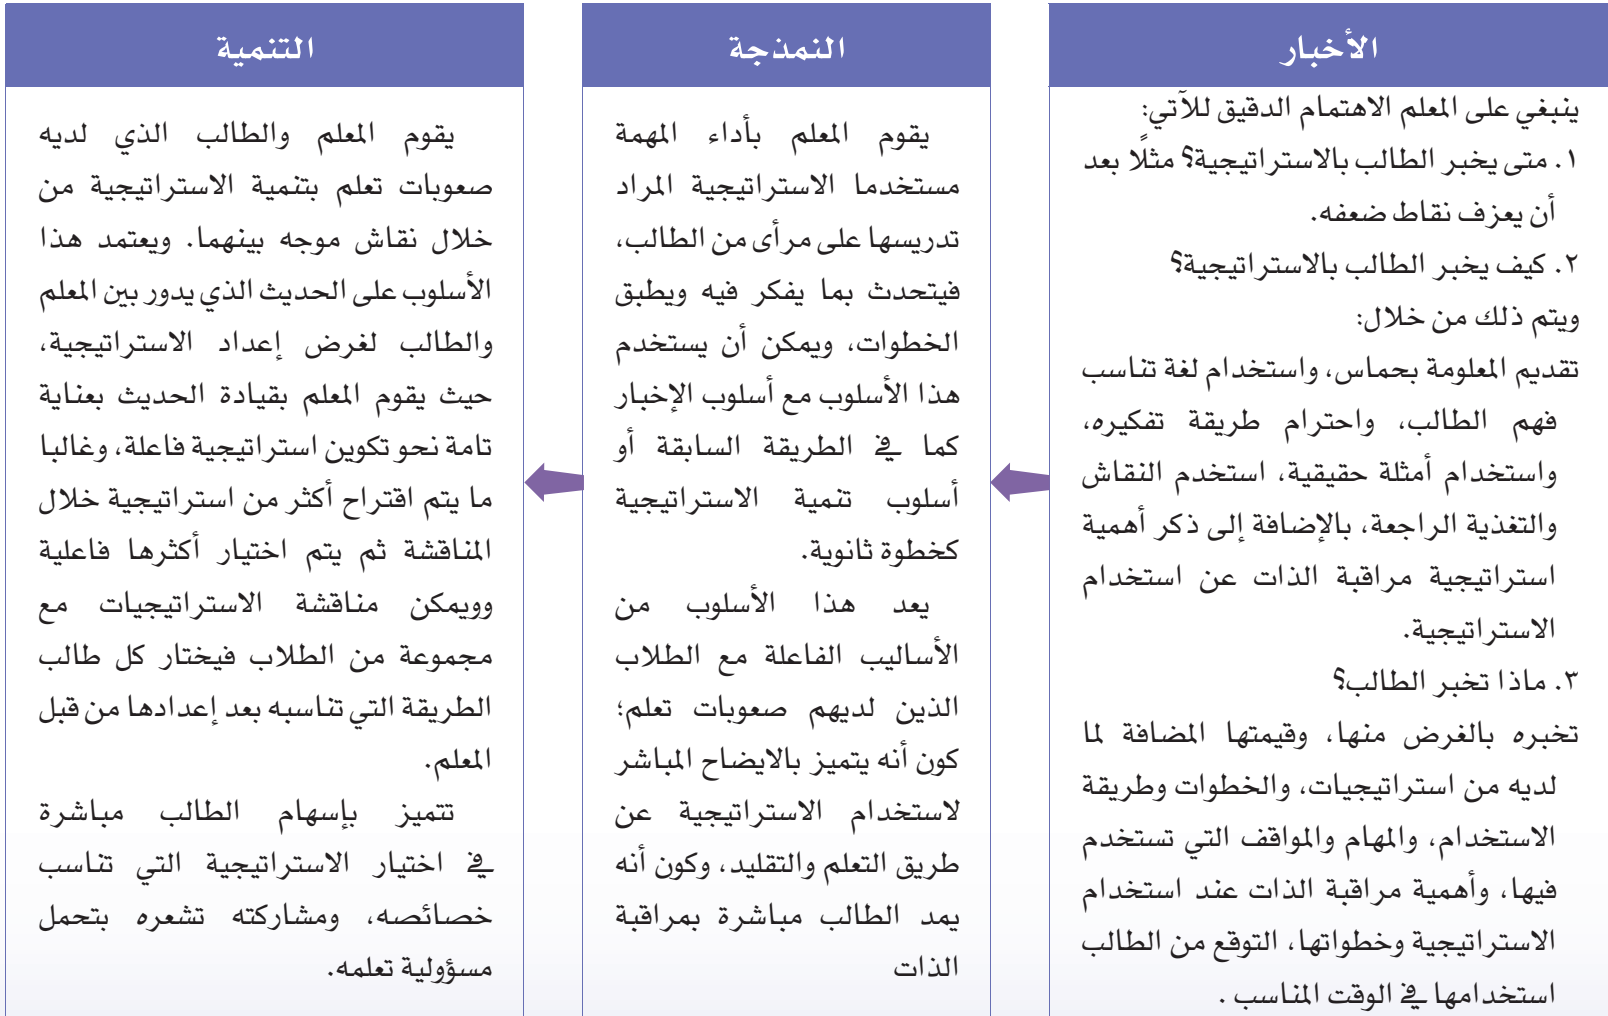 الأخبار
ينبغي على المعلم الاهتمام الدقيق للآتي:
١. متى يخبر الطالب بالاستراتيجية؟ مثلًا بعد
أن يعزف نقاط ضعفه.
٢. كيف يخبر الطالب بالاستراتيجية؟
ويتم ذلك من خلال:
تقديم المعلومة بحماس، واستخدام لغة تناسب
فهم الطالب، واحترام طريقة تفكيره،
واستخدام أمثلة حقيقية، استخدم النقاش
والتغذية الراجعة، بالإضافة إلى ذكر أهمية
استراتيجية مراقبة الذات عن استخدام
الاستراتيجية.
٣. ماذا تخبر الطالب؟
تخبره بالغرض منها، وقيمتها المضافة لما
لديه من استراتيجيات، والخطوات وطريقة
الاستخدام، والمهام والمواقف التي تستخدم
فيها، وأهمية مراقبة الذات عند استخدام
الاستراتيجية وخطواتها، التوقع من الطالب
استخدامها في الوقت المناسب .
النمذجة
يقوم المعلم بأداء المهمة
مستخدما الاستراتيجية المراد
تدريسها على مرأى من الطالب،
فيتحدث بما يفكر فيه ويطبق
الخطوات، ويمكن أن يستخدم
هذا الأسلوب مع أسلوب الإخبار
كما في الطريقة السابقة أو
أسلوب تنمية الاستراتيجية
كخطوة ثانوية.
يعد هذا الأسلوب من
الأساليب الفاعلة مع الطلاب
الذين لديهم صعوبات تعلم؛
كون أنه يتميز بالايضاح المباشر
لاستخدام الاستراتيجية عن
طريق التعلم والتقليد، وكون أنه
يمد الطالب مباشرة بمراقبة
الذات
التنمية
يقوم المعلم والطالب الذي لديه
صعوبات تعلم بتنمية الاستراتيجية من
خلال نقاش موجه بينهما. ويعتمد هذا
الأسلوب على الحديث الذي يدور بين المعلم
والطالب لغرض إعداد الاستراتيجية،
حيث يقوم المعلم بقيادة الحديث بعناية
تامة نحو تكوين استراتيجية فاعلة، وغالبا
ما يتم اقتراح أكثر من استراتيجية خلال
المناقشة ثم يتم اختيار أكثرها فاعلية
وويمكن مناقشة الاستراتيجيات مع
مجموعة من الطلاب فيختار كل طالب
الطريقة التي تناسبه بعد إعدادها من قبل
المعلم.
تتميز بإسهام الطالب مباشرة
في اختيار الاستراتيجية التي تناسب
خصائصه، ومشاركته تشعره بتحمل
مسؤولية تعلمه.